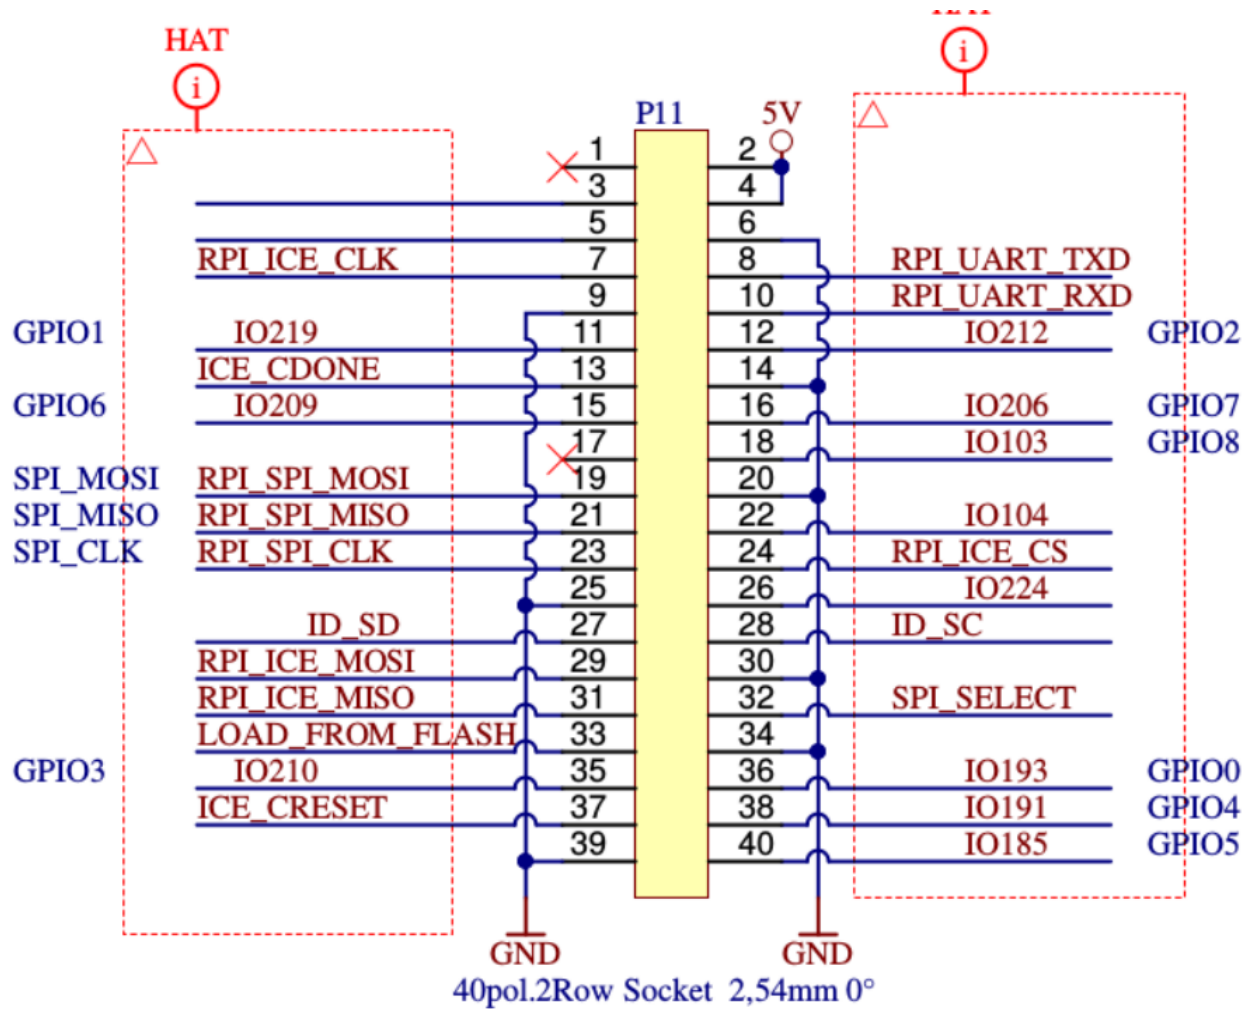 HAT
HAT
i
i
P11
5V
1 2
3 4
5 6
RPI_ICE_CLK 7 8 RPI_UART_TXD
9 10 RPI_UART_RXD
GPIO1 IO219 11 12 IO212 GPIO2
ICE_CDONE 13 14
GPIO6 IO209 15 16 IO206 GPIO7
17 18 IO103 GPIO8
SPI_MOSI RPI_SPI_MOSI 19 20
SPI_MISO RPI_SPI_MISO 21 22 IO104
SPI_CLK RPI_SPI_CLK 23 24 RPI_ICE_CS
25 26 IO224
ID_SD 27 28 ID_SC
RPI_ICE_MOSI 29 30
RPI_ICE_MISO 31 32 SPI_SELECT
LOAD_FROM_FLASH 33 34
GPIO3 IO210 35 36 IO193 GPIO0
ICE_CRESET 37 38 IO191 GPIO4
39 40 IO185 GPIO5
GND GND
40pol.2Row Socket 2,54mm 0°